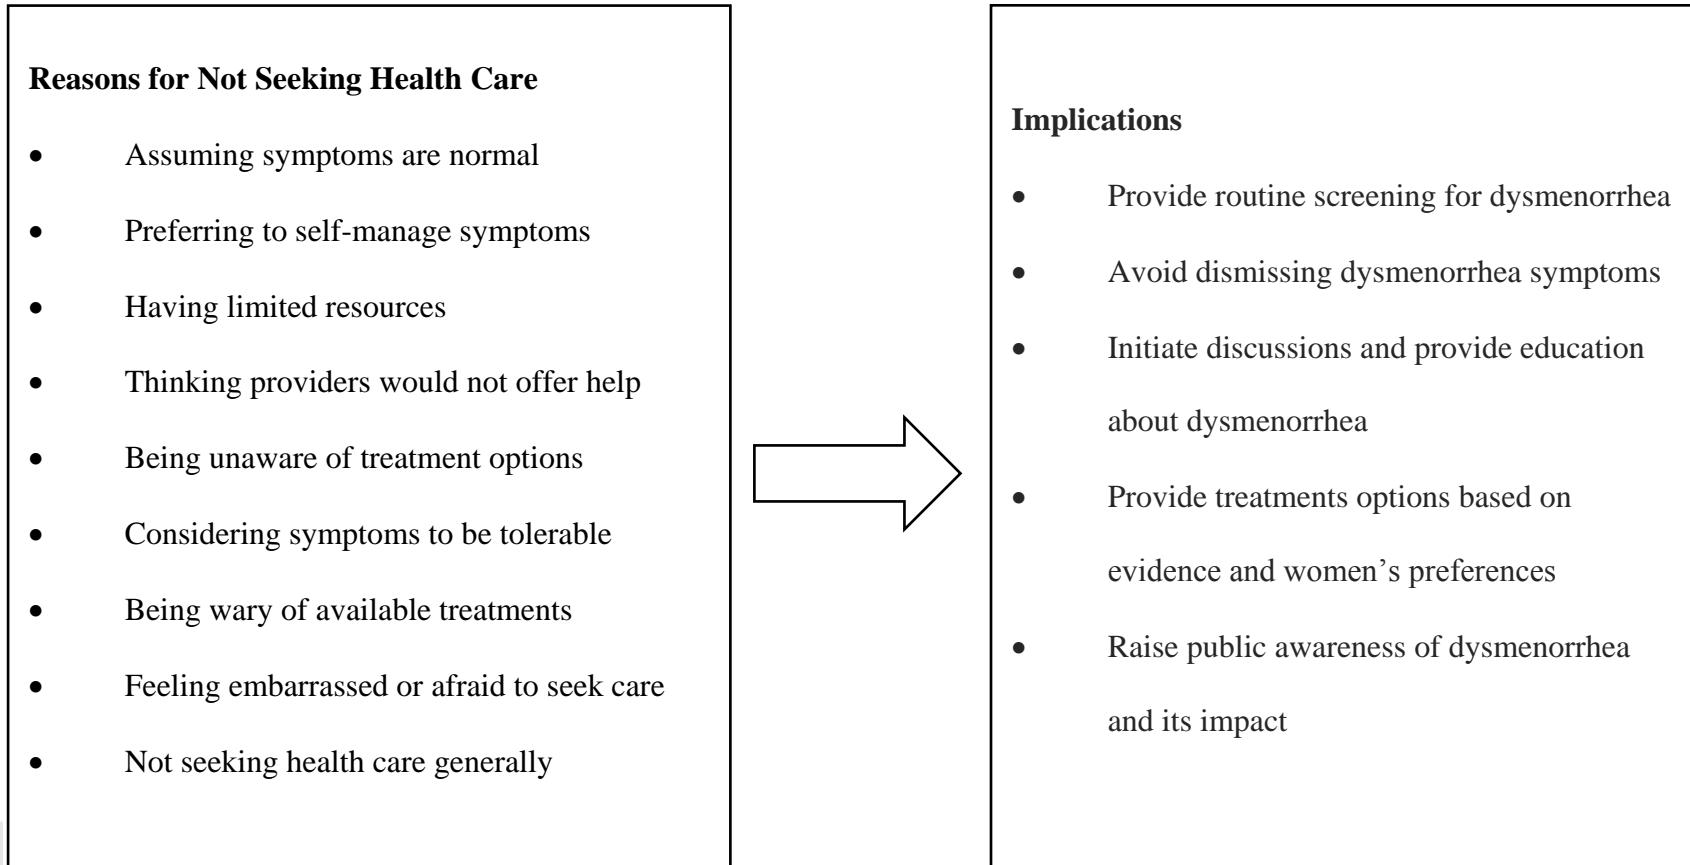 Reasons for Not Seeking Health Care
• Assuming symptoms are normal
• Preferring to self-manage symptoms
• Having limited resources
• Thinking providers would not offer help
• Being unaware of treatment options
• Considering symptoms to be tolerable
• Being wary of available treatments
• Feeling embarrassed or afraid to seek care
• Not seeking health care generally
Implications
• Provide routine screening for dysmenorrhea
• Avoid dismissing dysmenorrhea symptoms
• Initiate discussions and provide education
about dysmenorrhea
• Provide treatments options based on
evidence and women’s preferences
• Raise public awareness of dysmenorrhea
and its impact